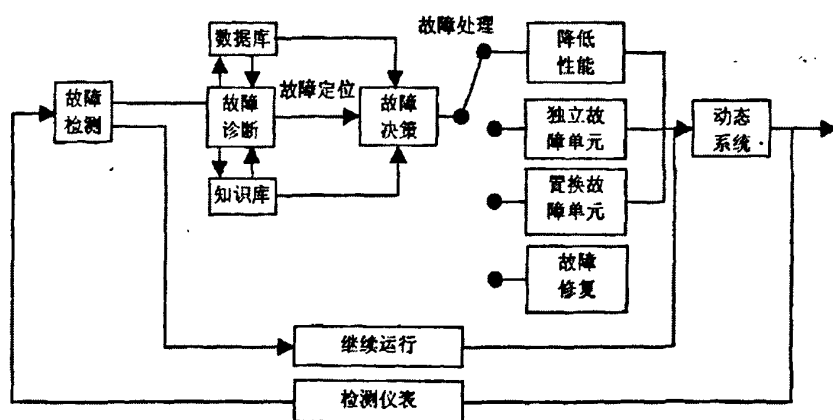 数据库
故障处理
降低
性能
故障
检测
故障
诊断
故障定位
故障
决策
独立故
障单元
动态
系统
知识库
置换故
障单元
故障
修复
继续运行
检测仪表